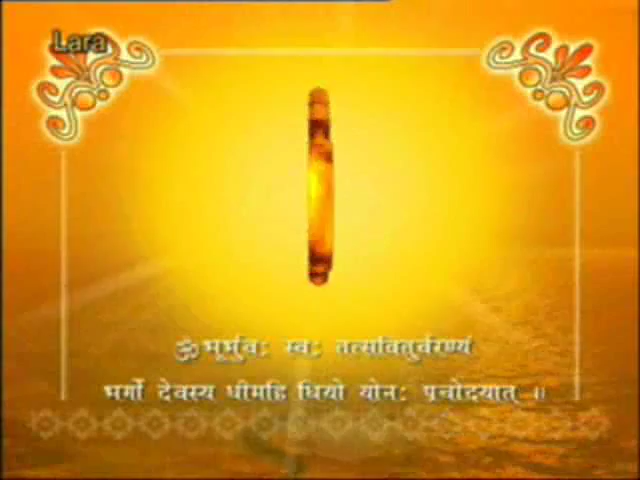 Lara
ॐ भूर्भुवः स्वः तत्सवितुर्वरेण्यं
भर्गो देवस्य धीमहि धियो योनः प्रचोदयात् ॥